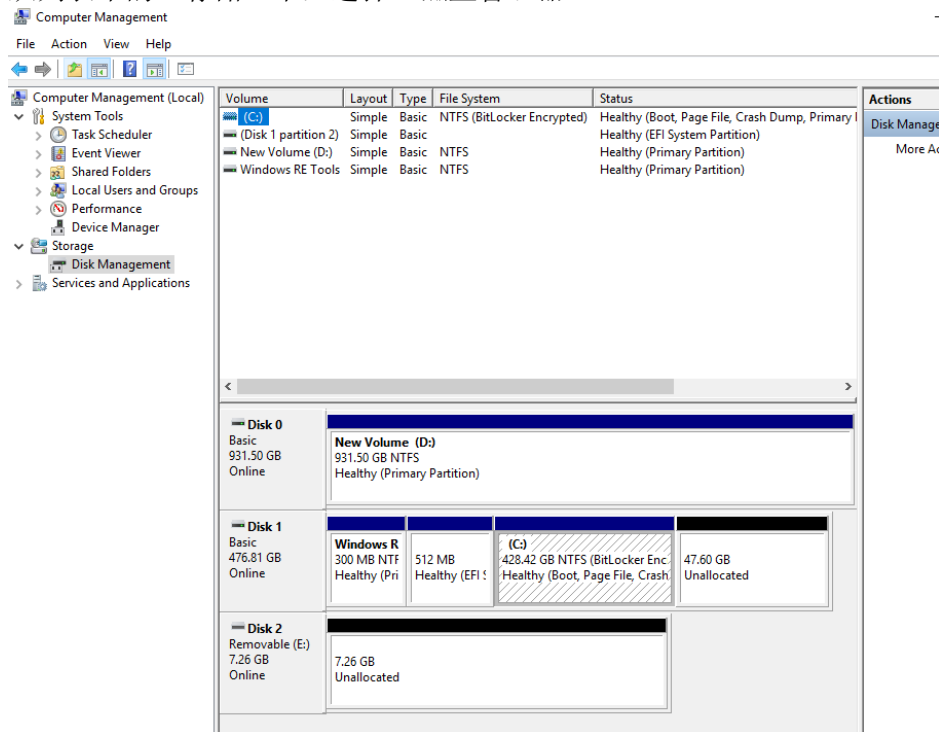 Computer Management
File Action View Help
Computer Management (Local)
System Tools
Task Scheduler
Event Viewer
Shared Folders
Local Users and Groups
Performance
Device Manager
Storage
Disk Management
Services and Applications
Volume Layout Type File System Status
(C:) Simple Basic NTFS (BitLocker Encrypted) Healthy (Boot, Page File, Crash Dump, Primary
(Disk 1 partition 2) Simple Basic Healthy (EFI System Partition)
New Volume (D:) Simple Basic NTFS Healthy (Primary Partition)
Windows RE Tools Simple Basic NTFS Healthy (Primary Partition)
Actions
Disk Manage
More Ac
Disk 0
Basic
931.50 GB
Online
New Volume (D:)
931.50 GB NTFS
Healthy (Primary Partition)
Disk 1
Basic
476.81 GB
Online
Windows R
300 MB NTF
Healthy (Pri
512 MB
Healthy (EFI S
(C:)
428.42 GB NTFS (BitLocker Enc
Healthy (Boot, Page File, Crash
47.60 GB
Unallocated
Disk 2
Removable (E:)
7.26 GB
Online
7.26 GB
Unallocated